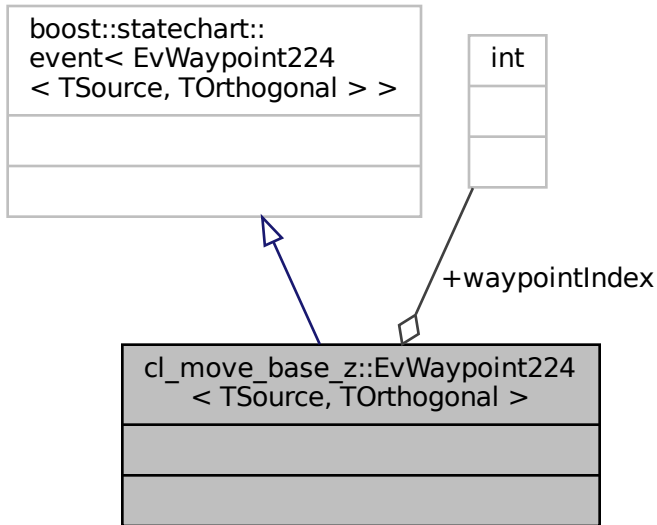 boost::statechart::
event< EvWaypoint224
< TSource, TOrthogonal > >
int
+waypointIndex
cl_move_base_z::EvWaypoint224
< TSource, TOrthogonal >